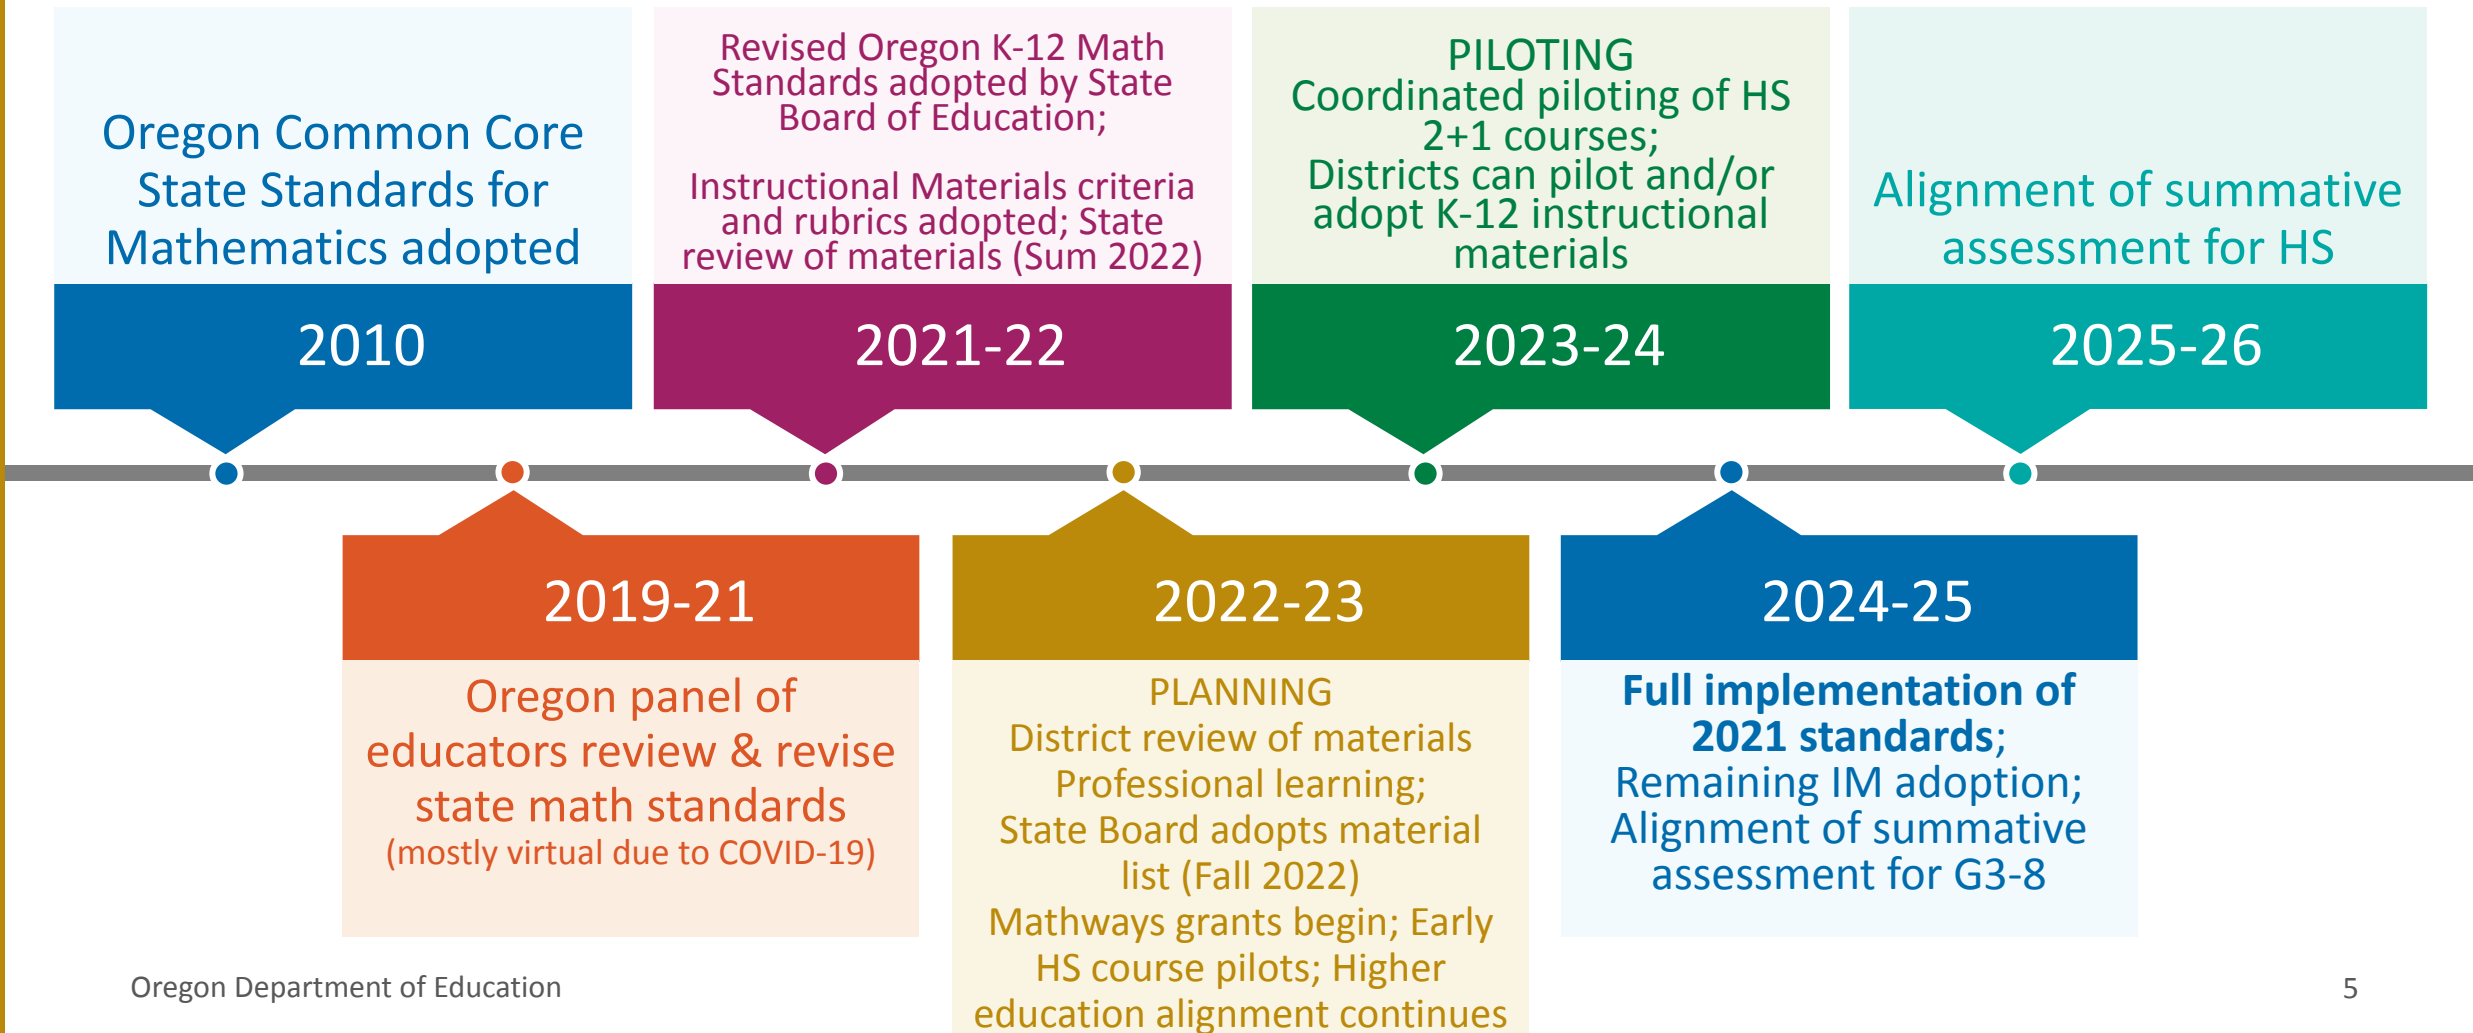 Oregon Common Core
State Standards for
Mathematics adopted
2010
Revised Oregon K-12 Math
Standards adopted by State
Board of Education;
Instructional Materials criteria
and rubrics adopted; State
review of materials (Sum 2022)
2021-22
PILOTING
Coordinated piloting of HS
2+1 courses;
Districts can pilot and/or
adopt K-12 instructional
materials
2023-24
Alignment of summative
assessment for HS
2025-26
2019-21
Oregon panel of
educators review & revise
state math standards
(mostly virtual due to COVID-19)
2022-23
PLANNING
District review of materials
Professional learning;
State Board adopts material
list (Fall 2022)
Mathways grants begin; Early
HS course pilots; Higher
education alignment continues
2024-25
Full implementation of
2021 standards;
Remaining IM adoption;
Alignment of summative
assessment for G3-8
Oregon Department of Education
5